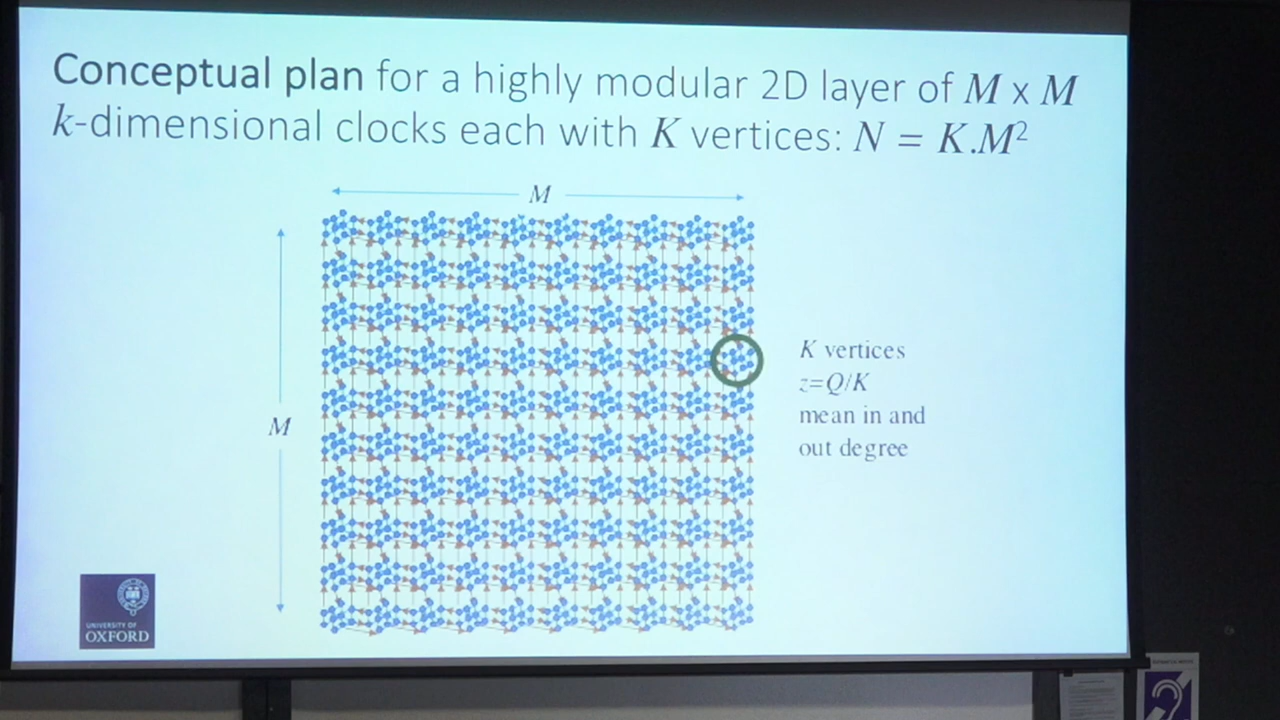 Conceptual plan for a highly modular 2D layer of M x M
k-dimensional clocks each with K vertices: N = K.M²
M
M
K vertices
z=Q/K
mean in and
out degree
UNIVERSITY OF
OXFORD